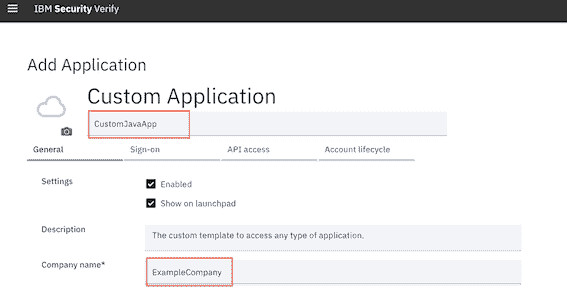 IBM Security Verify
Add Application
Custom Application
CustomJavaApp
General Sign-on API access Account lifecycle
Settings Enabled
Show on launchpad
Description The custom template to access any type of application.
Company name* ExampleCompany